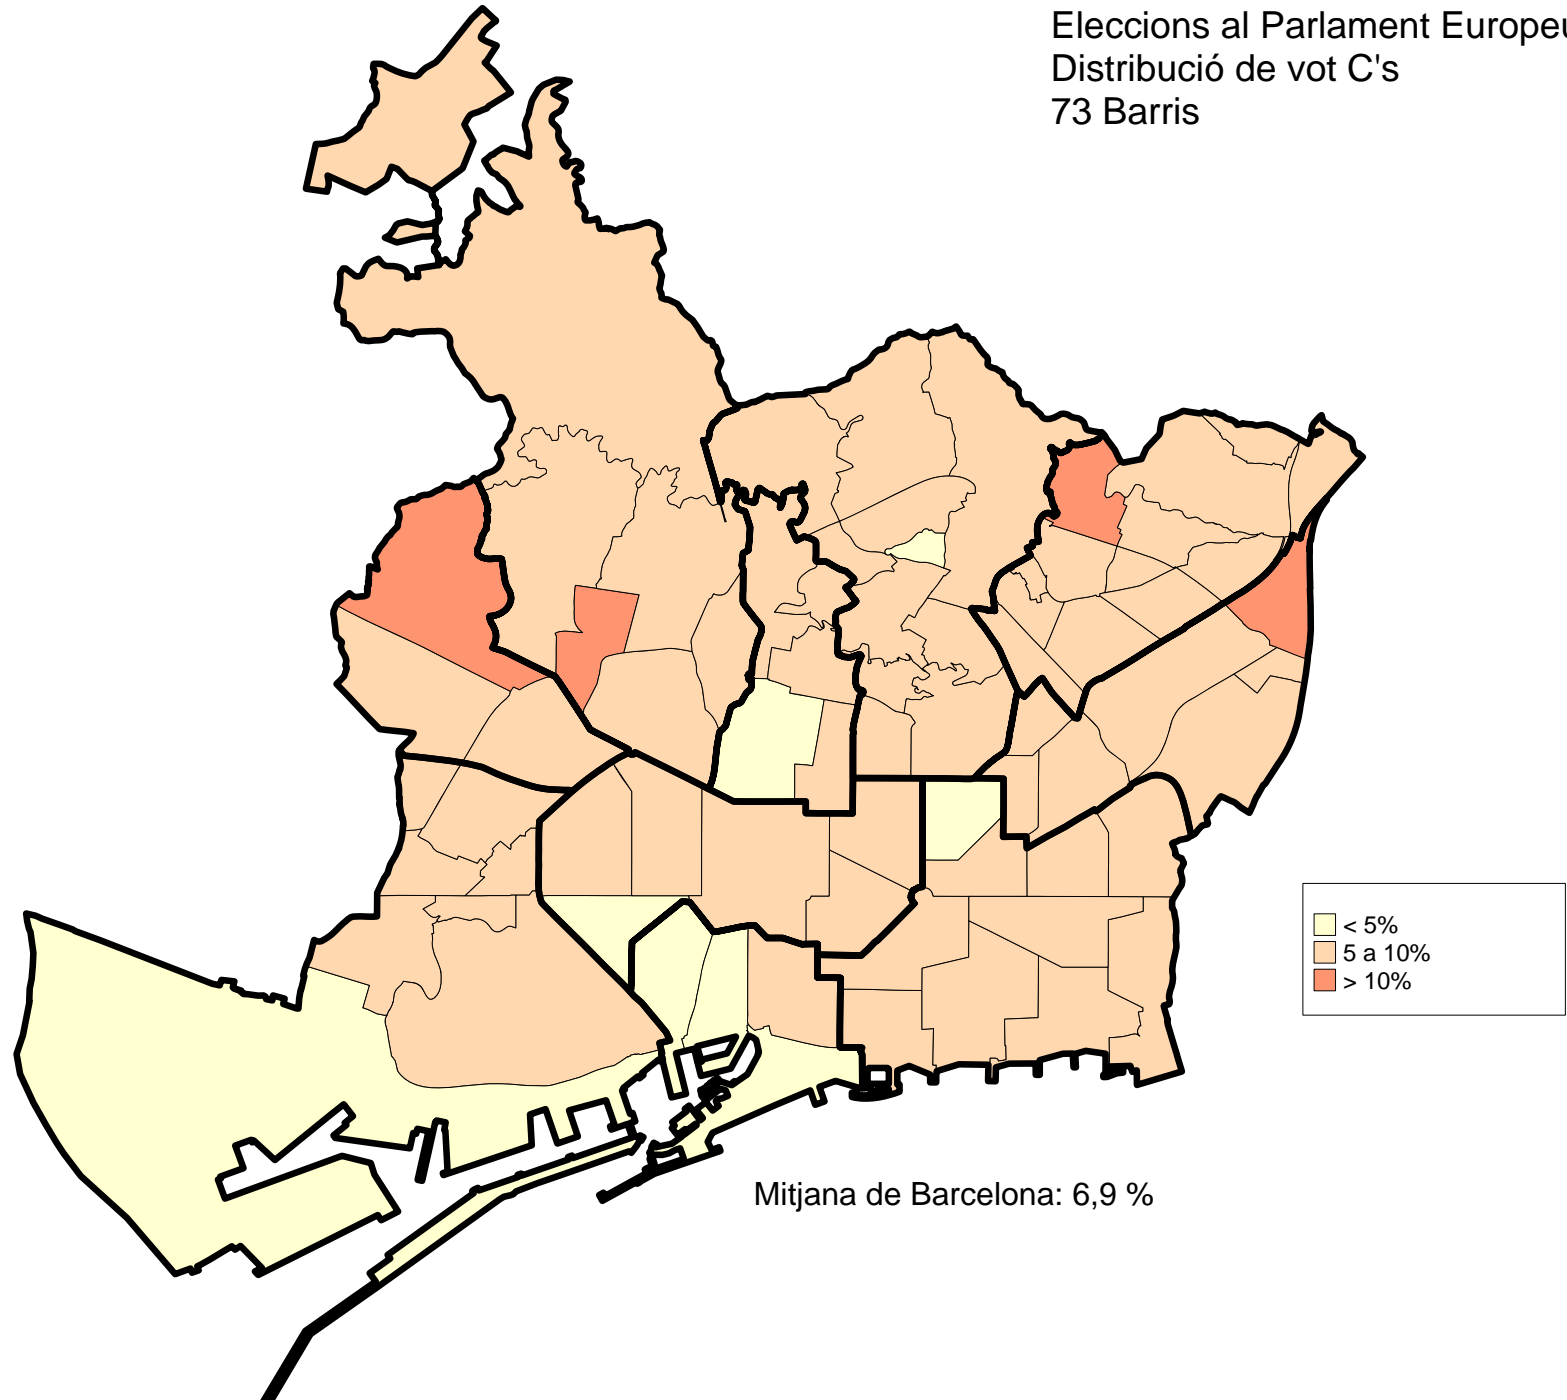 Eleccions al Parlament Europeu
Distribució de vot C's
73 Barris
< 5%
5 a 10%
> 10%
Mitjana de Barcelona: 6,9 %